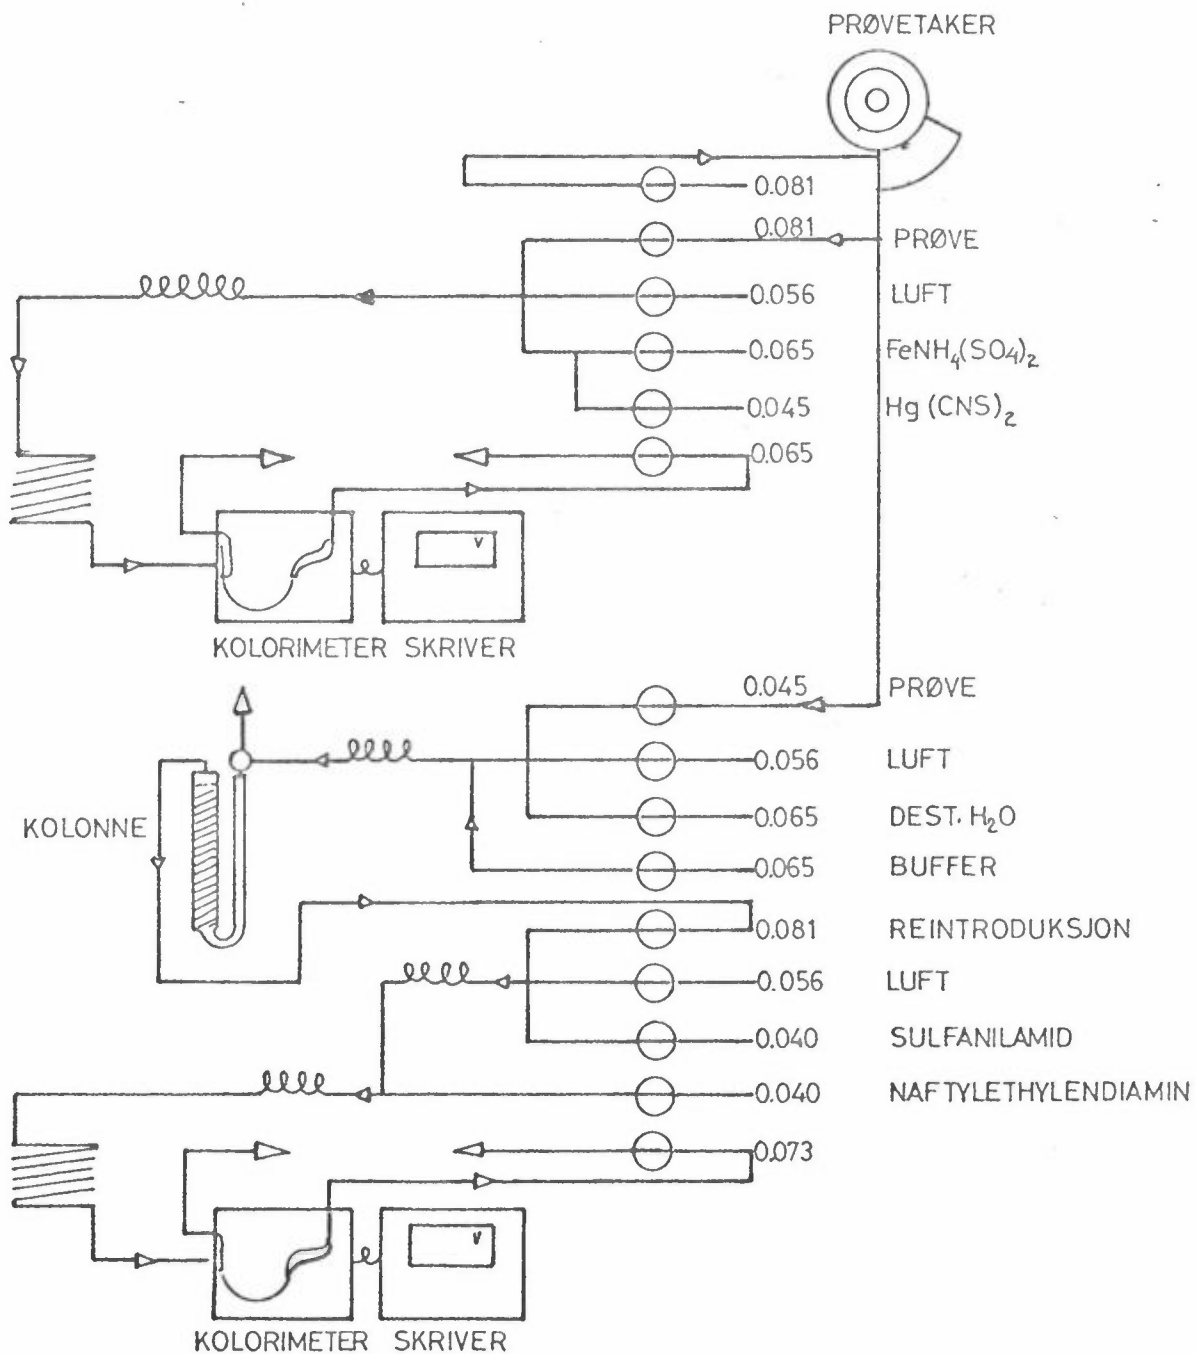 PRØVETAKER
0.081
0.081 PRØVE
0.056 LUFT
0.065 FeNH₄(SO₄)₂
0.045 Hg(CNS)₂
0.065
V
KOLORIMETER SKRIVER
0.045 PRØVE
0.056 LUFT
KOLONNE
0.065 DEST. H₂O
0.065 BUFFER
0.081 REINTRODUKSJON
0.056 LUFT
0.040 SULFANILAMID
0.040 NAFTYLETHYLENDIAMIN
0.073
V
KOLORIMETER SKRIVER